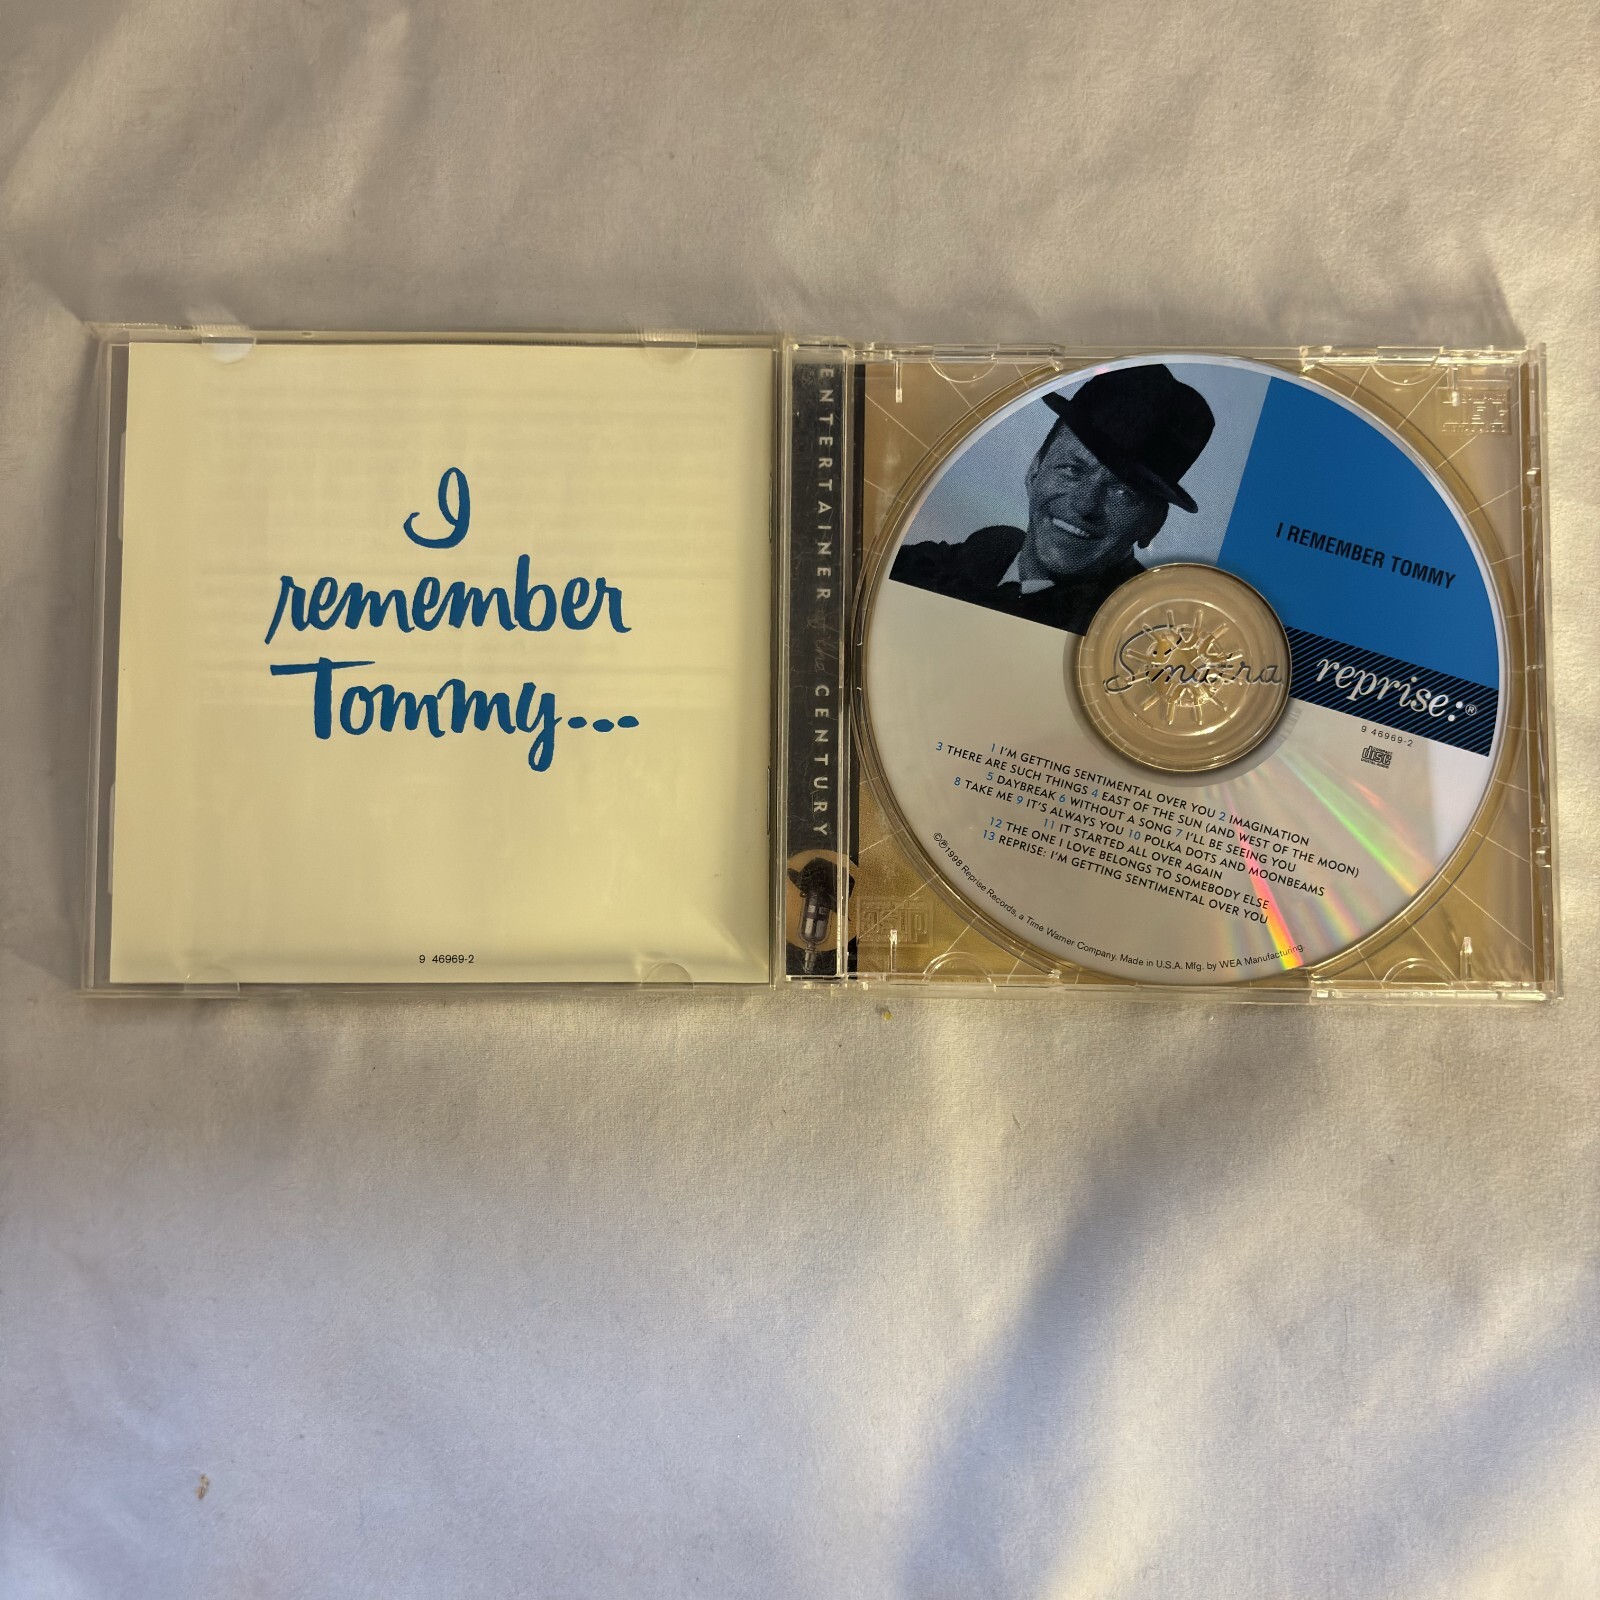 I
remember
Tommy...
9 46969-2
ENTERTAINER of the CENTURY
I REMEMBER TOMMY
Sinatra
reprise:®
9 46969-2
COMPACT
disc
DIGITAL AUDIO
1 I'M GETTING SENTIMENTAL OVER YOU 2 IMAGINATION
3 THERE ARE SUCH THINGS 4 EAST OF THE SUN (AND WEST OF THE MOON)
5 DAYBREAK 6 WITHOUT A SONG 7 I'LL BE SEEING YOU
8 TAKE ME 9 IT'S ALWAYS YOU 10 POLKA DOTS AND MOONBEAMS
11 IT STARTED ALL OVER AGAIN
12 THE ONE I LOVE BELONGS TO SOMEBODY ELSE
13 REPRISE: I'M GETTING SENTIMENTAL OVER YOU
©℗1998 Reprise Records, a Time Warner Company. Made in U.S.A. Mfg. by WEA Manufacturing.